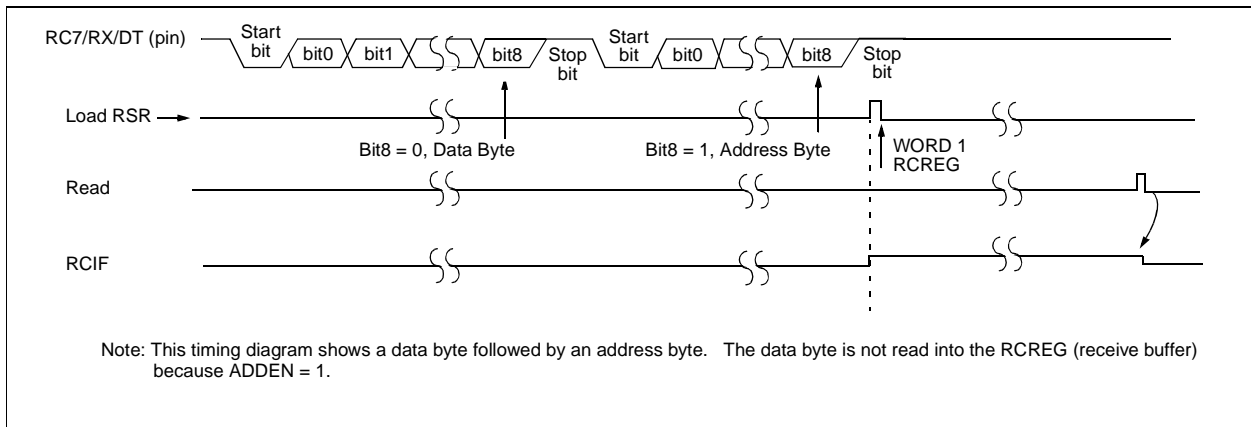 RC7/RX/DT (pin)
Start bit
bit0
bit1
bit8
Stop bit
Start bit
bit0
bit8
Stop bit
Load RSR
Bit8 = 0, Data Byte
Bit8 = 1, Address Byte
WORD 1
RCREG
Read
RCIF
Note: This timing diagram shows a data byte followed by an address byte. The data byte is not read into the RCREG (receive buffer)
because ADDEN = 1.